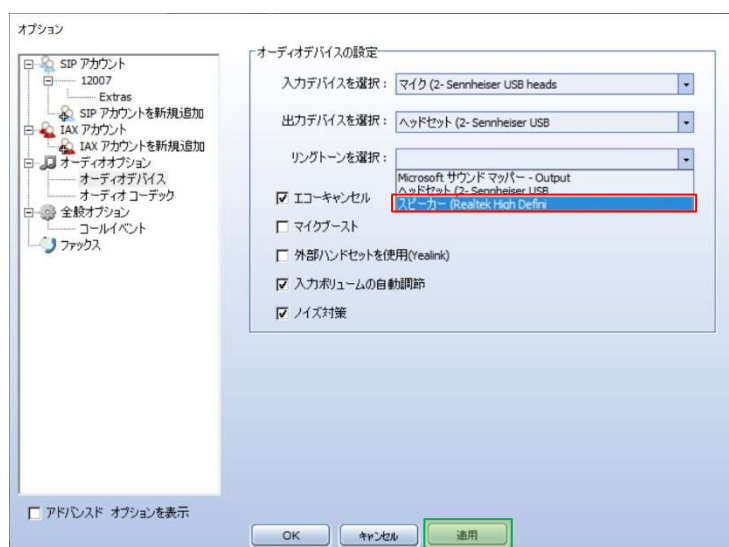 オプション
SIP アカウント
12007
Extras
SIP アカウントを新規追加
IAX アカウント
IAX アカウントを新規追加
オーディオオプション
オーディオデバイス
オーディオ コーデック
全般オプション
コールイベント
ファックス
アドバンスド オプションを表示
オーディオデバイスの設定
入力デバイスを選択： マイク (2- Sennheiser USB heads
出力デバイスを選択： ヘッドセット (2- Sennheiser USB
リングトーンを選択：
Microsoft サウンド マッパー - Output
ヘッドセット (2- Sennheiser USB
スピーカー (Realtek High Defini
エコーキャンセル
マイクブースト
外部ハンドセットを使用(Yealink)
入力ボリュームの自動調節
ノイズ対策
OK キャンセル 適用